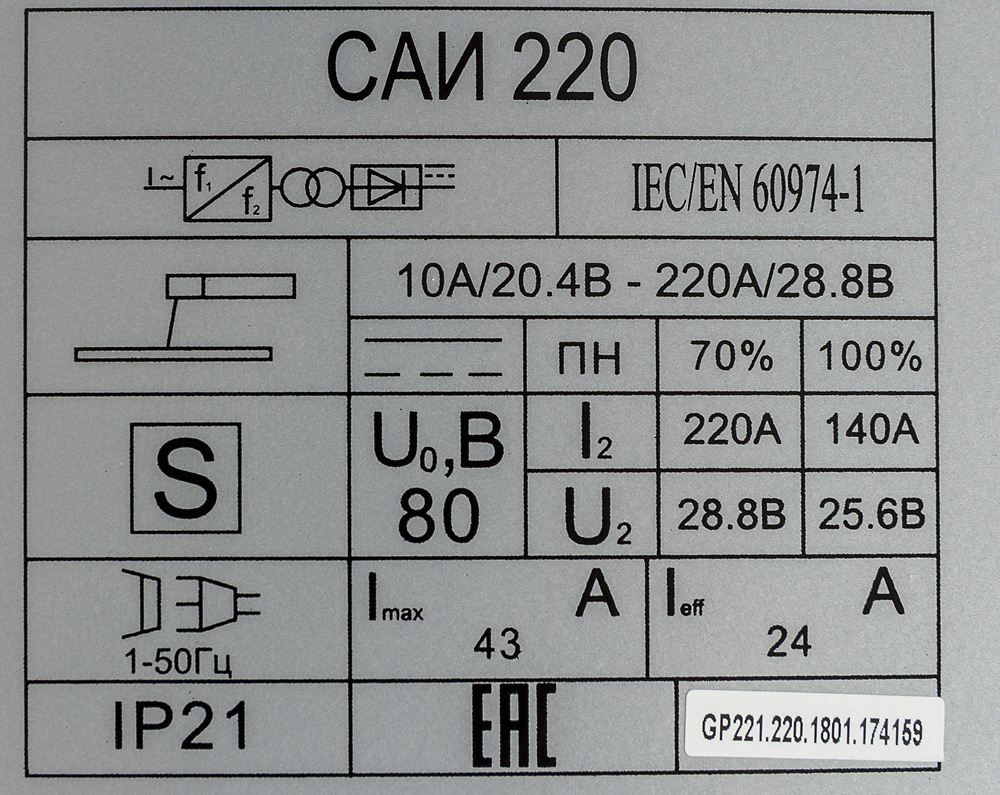 САИ 220
1~ f1 f2
IEC/EN 60974-1
10А/20.4В - 220А/28.8В
ПН 70% 100%
S
U0,В
80
I2 220А 140А
U2 28.8В 25.6В
1-50Гц
Imax А
43
Ieff А
24
IP21
EAC
GP221.220.1801.174159